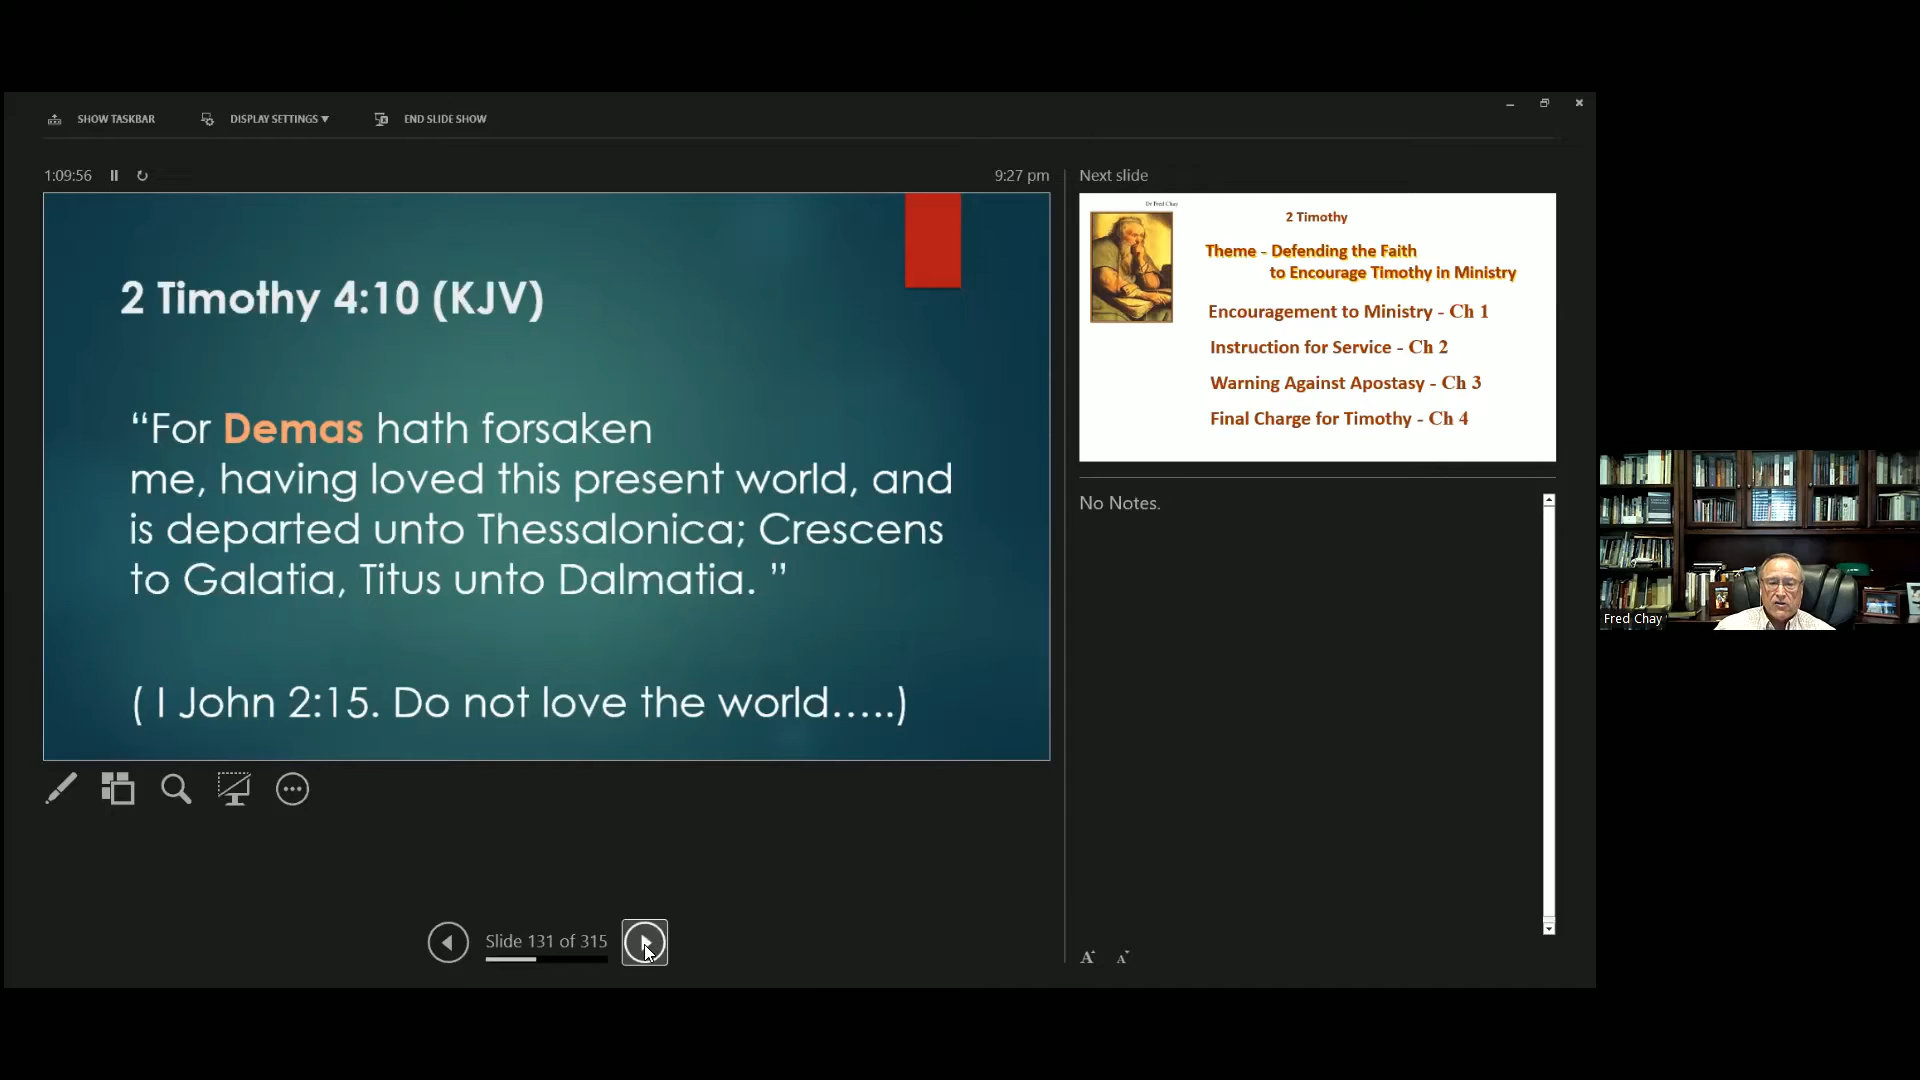 SHOW TASKBAR
DISPLAY SETTINGS ▼
END SLIDE SHOW
1:09:56
9:27 pm
2 Timothy 4:10 (KJV)
“For Demas hath forsaken
me, having loved this present world, and
is departed unto Thessalonica; Crescens
to Galatia, Titus unto Dalmatia. ”
( I John 2:15. Do not love the world…..)
Slide 131 of 315
Next slide
Dr Fred Chay
2 Timothy
Theme - Defending the Faith
to Encourage Timothy in Ministry
Encouragement to Ministry - Ch 1
Instruction for Service - Ch 2
Warning Against Apostasy - Ch 3
Final Charge for Timothy - Ch 4
No Notes.
A A
Fred Chay